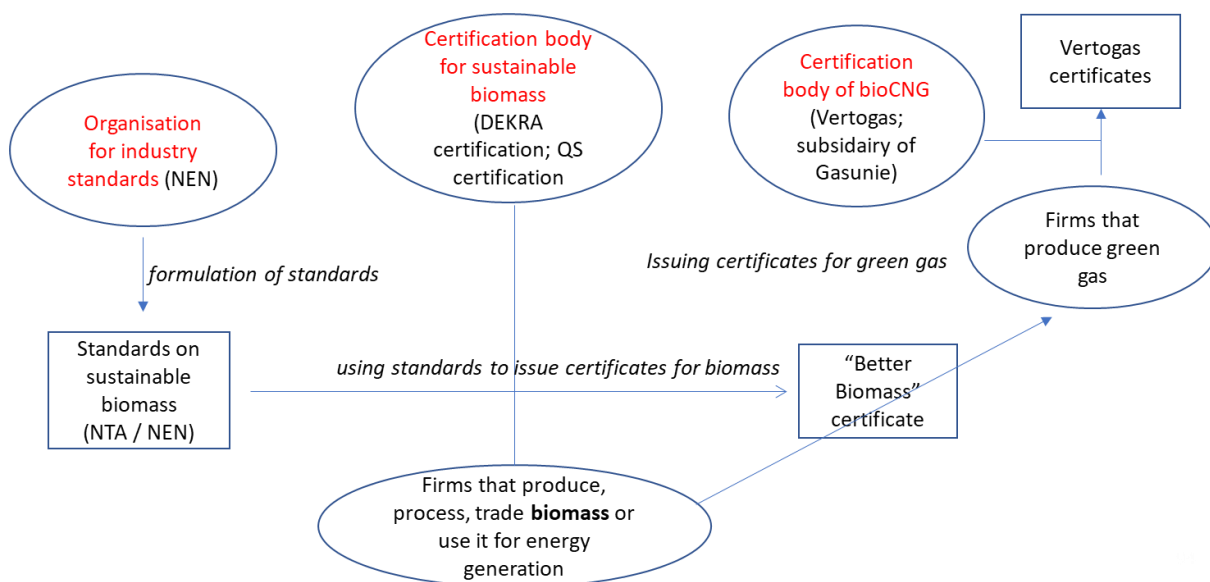 Organisation
for industry
standards (NEN)
Certification body
for sustainable
biomass
(DEKRA
certification; QS
certification
Certification
body of bioCNG
(Vertogas;
subsidairy of
Gasunie)
Vertogas
certificates
Firms that
produce green
gas
formulation of standards
Issuing certificates for green gas
Standards on
sustainable
biomass
(NTA / NEN)
using standards to issue certificates for biomass
“Better
Biomass”
certificate
Firms that produce,
process, trade biomass or
use it for energy
generation